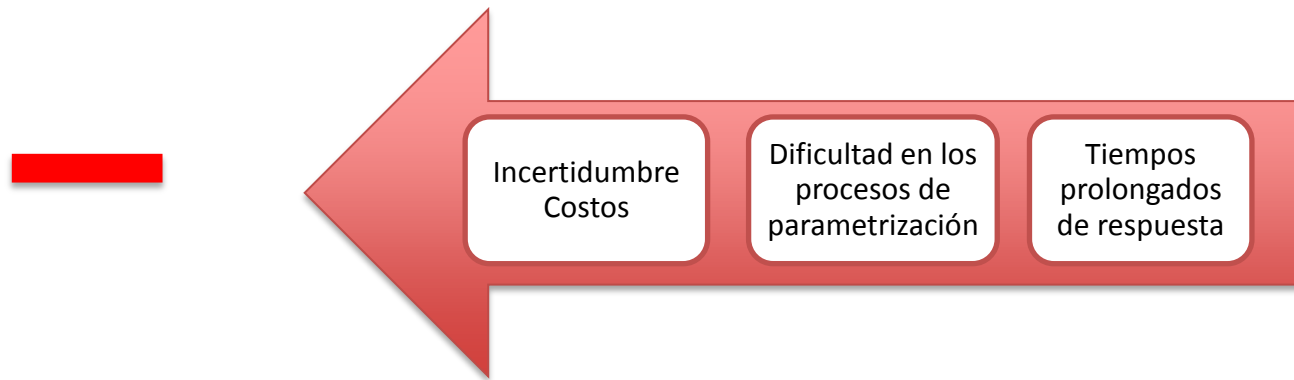 Incertidumbre
Costos
Dificultad en los
procesos de
parametrización
Tiempos
prolongados
de respuesta